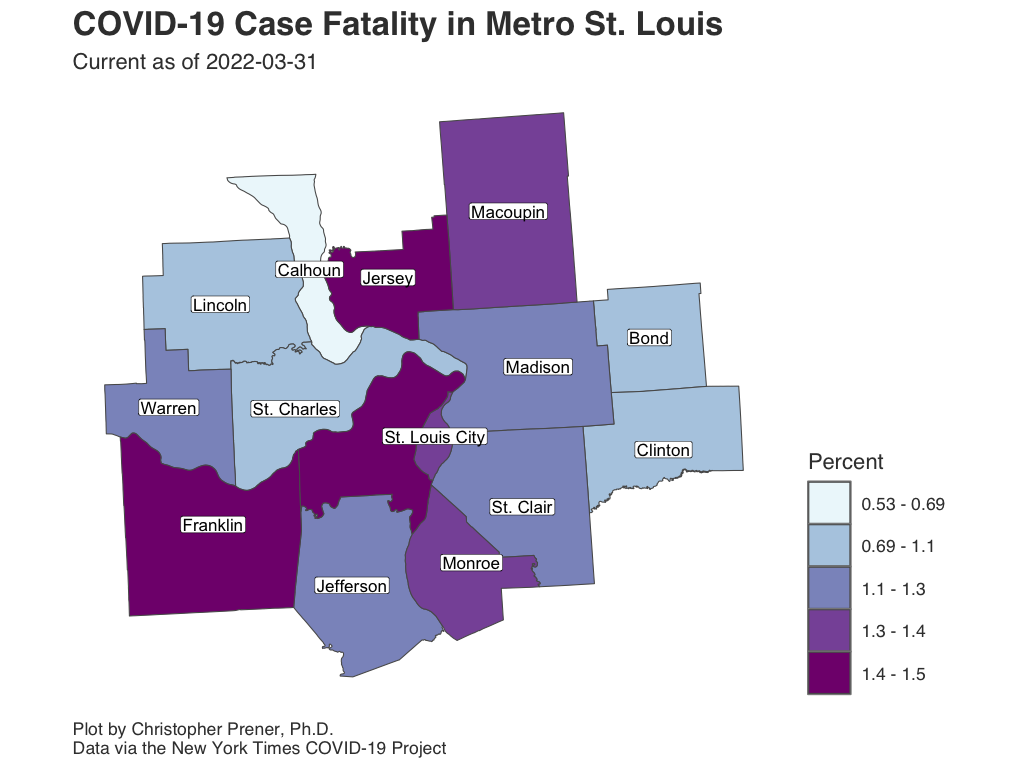 COVID-19 Case Fatality in Metro St. Louis
Current as of 2022-03-31
Macoupin
Calhoun
Jersey
Lincoln
Bond
Madison
Warren
St. Charles
St. Louis City
Clinton
St. Clair
Franklin
Monroe
Jefferson
Percent
0.53 - 0.69
0.69 - 1.1
1.1 - 1.3
1.3 - 1.4
1.4 - 1.5
Plot by Christopher Prener, Ph.D.
Data via the New York Times COVID-19 Project